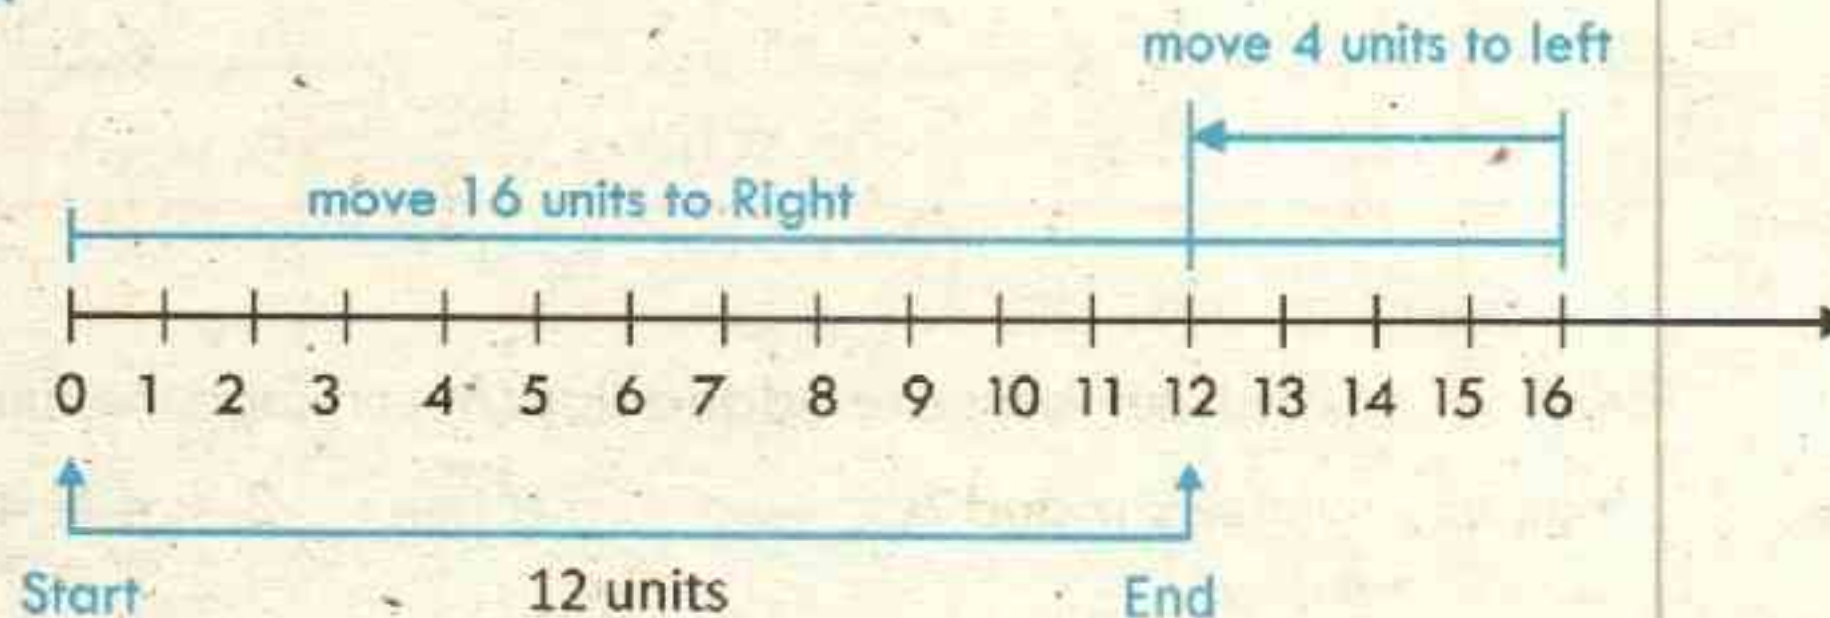 move 4 units to left
move 16 units to Right
0 1 2 3 4 5 6 7 8 9 10 11 12 13 14 15 16
Start 12 units End